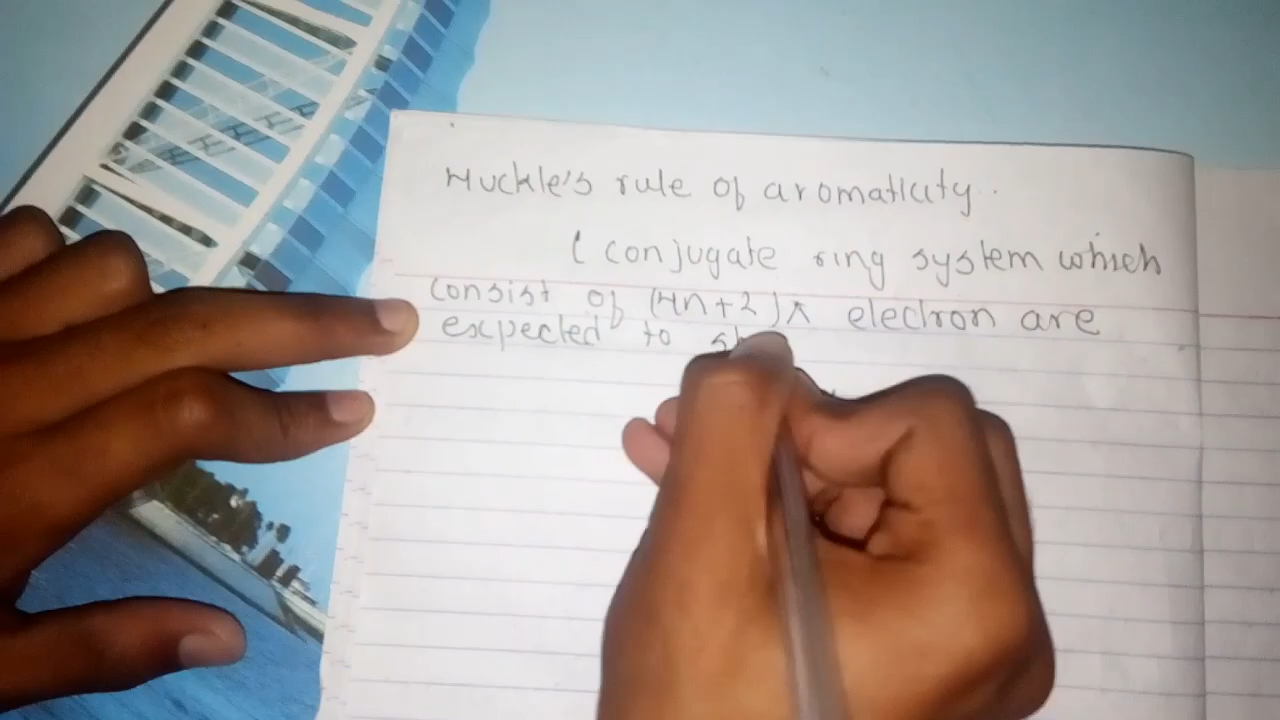 Huckle's rule of aromaticity.
( conjugate ring system which
consist of (4n+2)π electron are
expected to